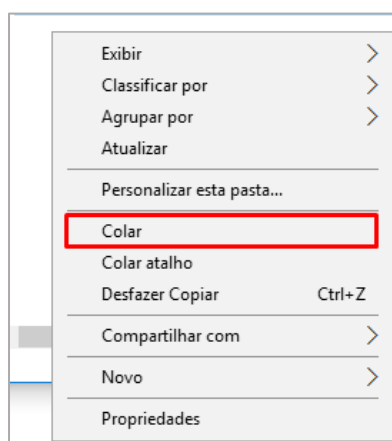 Exibir
Classificar por
Agrupar por
Atualizar
Personalizar esta pasta...
Colar
Colar atalho
Desfazer Copiar Ctrl+Z
Compartilhar com
Novo
Propriedades